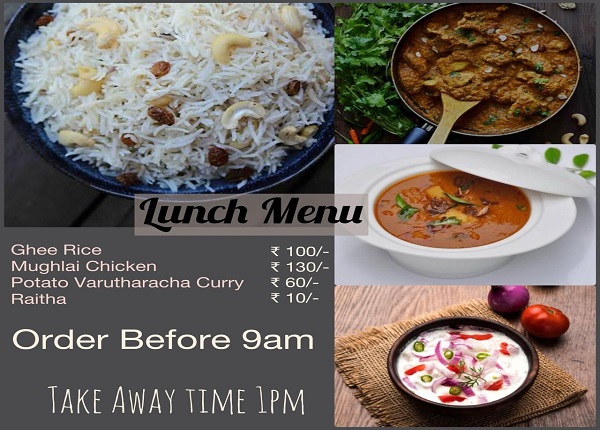 Lunch Menu
Ghee Rice ₹ 100/-
Mughlai Chicken ₹ 130/-
Potato Varutharacha Curry ₹ 60/-
Raitha ₹ 10/-
Order Before 9am
Take Away time 1pm